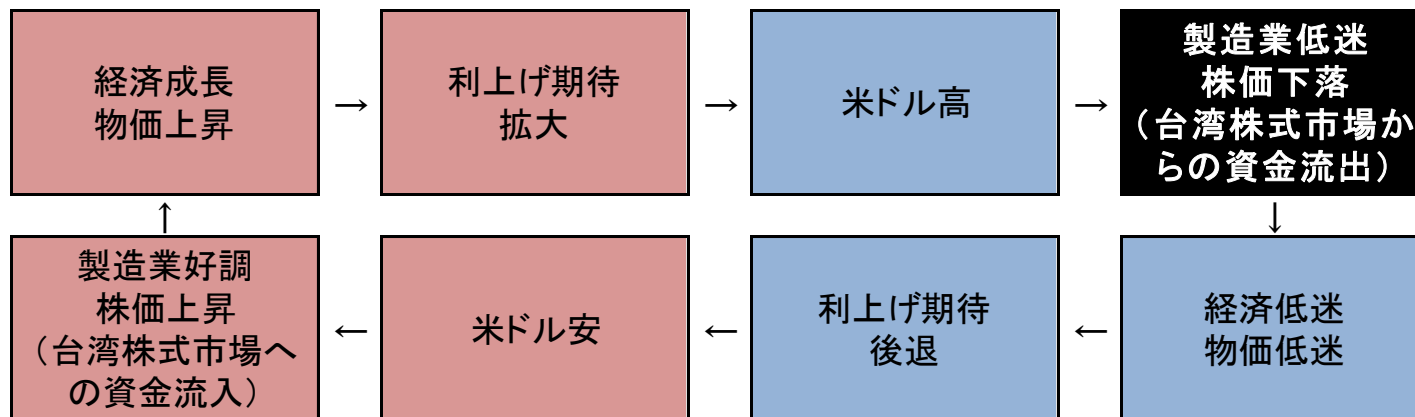 経済成長
物価上昇
→
利上げ期待
拡大
→
米ドル高
→
製造業低迷
株価下落
（台湾株式市場か
らの資金流出）
↓
経済低迷
物価低迷
←
利上げ期待
後退
←
米ドル安
←
製造業好調
株価上昇
（台湾株式市場へ
の資金流入）
↑